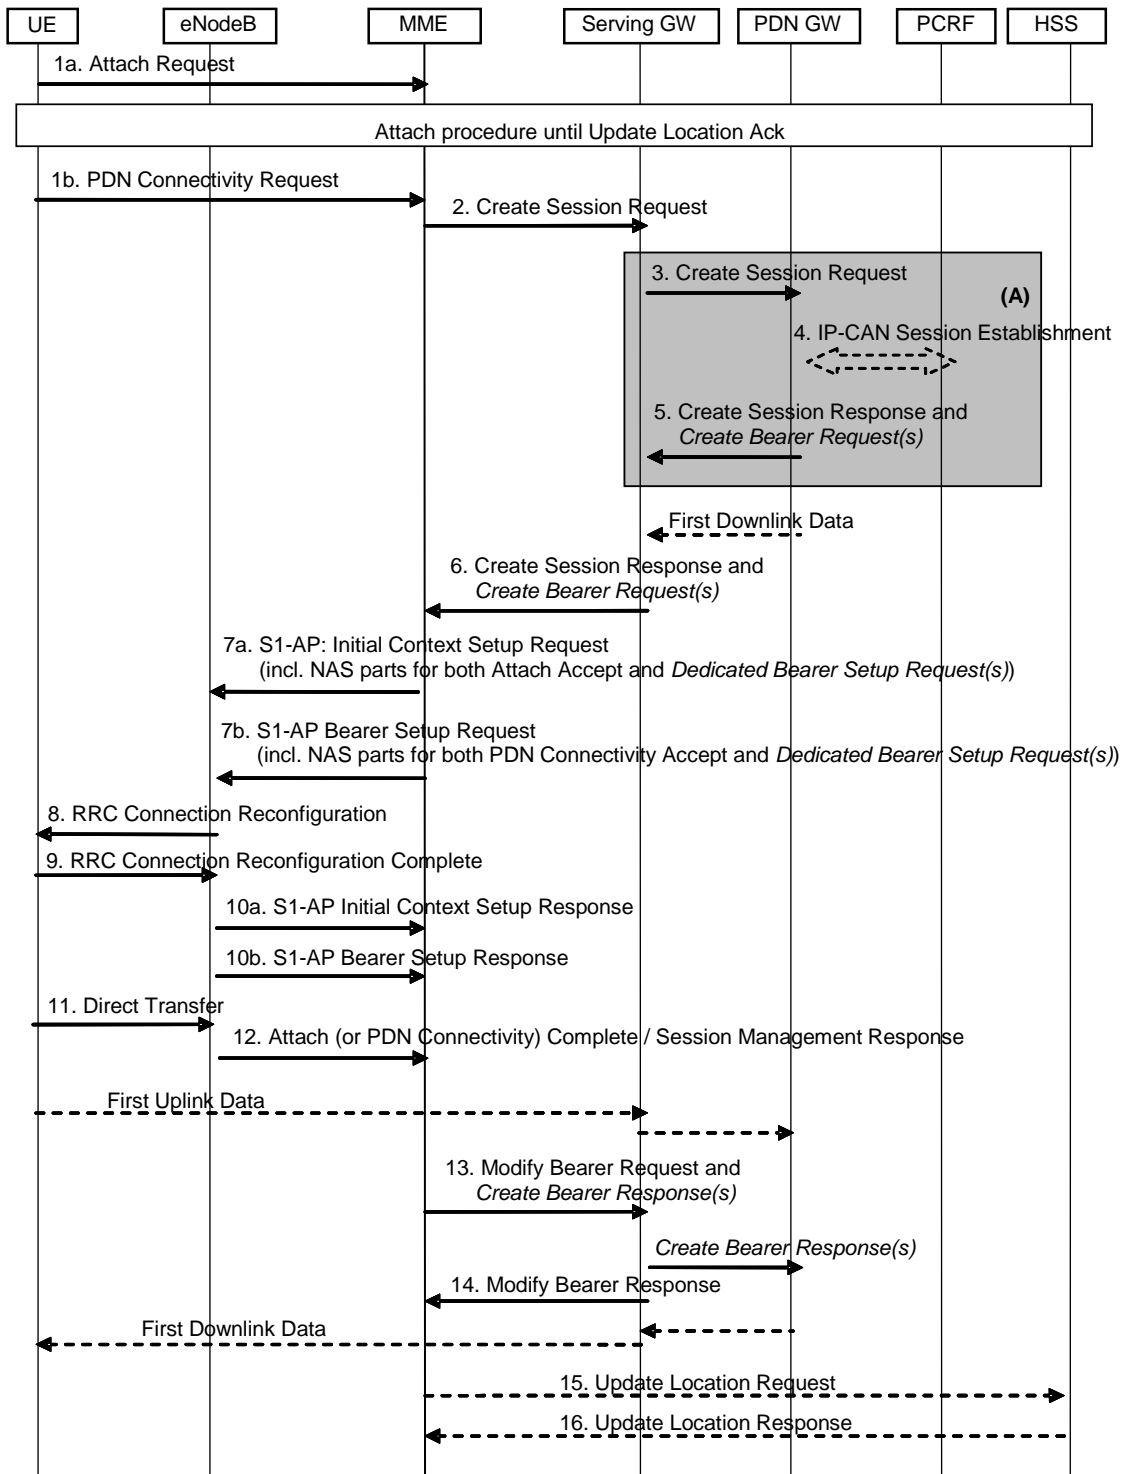 UE
eNodeB
MME
Serving GW
PDN GW
PCRF
HSS
1a. Attach Request
Attach procedure until Update Location Ack
1b. PDN Connectivity Request
2. Create Session Request
3. Create Session Request
(A)
4. IP-CAN Session Establishment
5. Create Session Response and
Create Bearer Request(s)
First Downlink Data
6. Create Session Response and
Create Bearer Request(s)
7a. S1-AP: Initial Context Setup Request
(incl. NAS parts for both Attach Accept and Dedicated Bearer Setup Request(s))
7b. S1-AP Bearer Setup Request
(incl. NAS parts for both PDN Connectivity Accept and Dedicated Bearer Setup Request(s))
8. RRC Connection Reconfiguration
9. RRC Connection Reconfiguration Complete
10a. S1-AP Initial Context Setup Response
10b. S1-AP Bearer Setup Response
11. Direct Transfer
12. Attach (or PDN Connectivity) Complete / Session Management Response
First Uplink Data
13. Modify Bearer Request and
Create Bearer Response(s)
Create Bearer Response(s)
14. Modify Bearer Response
First Downlink Data
15. Update Location Request
16. Update Location Response